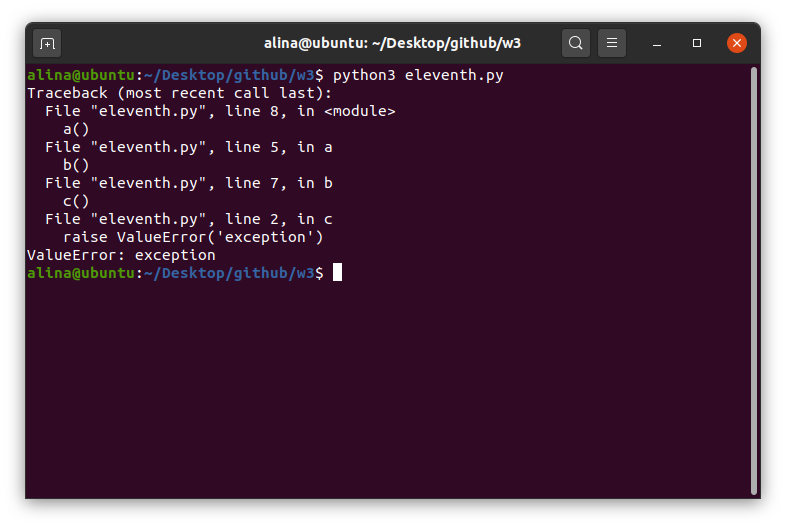 alina@ubuntu: ~/Desktop/github/w3
alina@ubuntu:~/Desktop/github/w3$ python3 eleventh.py
Traceback (most recent call last):
  File "eleventh.py", line 8, in <module>
    a()
  File "eleventh.py", line 5, in a
    b()
  File "eleventh.py", line 7, in b
    c()
  File "eleventh.py", line 2, in c
    raise ValueError('exception')
ValueError: exception
alina@ubuntu:~/Desktop/github/w3$